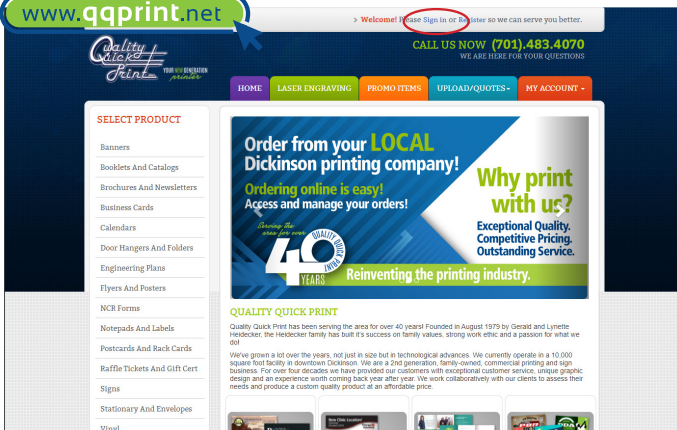 www.qqprint.net
> Welcome! Please Sign in or Register so we can serve you better.
Quality Quick Print
YOUR NEW GENERATION printer
CALL US NOW (701).483.4070
WE ARE HERE FOR YOUR QUESTIONS
HOME LASER ENGRAVING PROMO ITEMS UPLOAD/QUOTES MY ACCOUNT
SELECT PRODUCT
Banners
Booklets And Catalogs
Brochures And Newsletters
Business Cards
Calendars
Door Hangers And Folders
Engineering Plans
Flyers And Posters
NCR Forms
Notepads And Labels
Postcards And Rack Cards
Raffle Tickets And Gift Cert
Signs
Stationary And Envelopes
Vinyl
Order from your LOCAL
Dickinson printing company!
Ordering online is easy!
Access and manage your orders!
Why print
with us?
Exceptional Quality.
Competitive Pricing.
Outstanding Service.
Serving the
area for over
40
YEARS
QUALITY QUICK PRINT
Reinventing the printing industry.
QUALITY QUICK PRINT
Quality Quick Print has been serving the area for over 40 years! Founded in August 1979 by Gerald and Lynette
Heidecker, the Heidecker family has built it's success on family values, strong work ethic and a passion for what we
do!
We've grown a lot over the years, not just in size but in technological advances. We currently operate in a 10,000
square foot facility in downtown Dickinson. We are a 2nd generation, family-owned, commercial printing and sign
business. For over four decades we have provided our customers with exceptional customer service, unique graphic
design and an experience worth coming back year after year. We work collaboratively with our clients to assess their
needs and produce a custom quality product at an affordable price.
New Clinic Location!